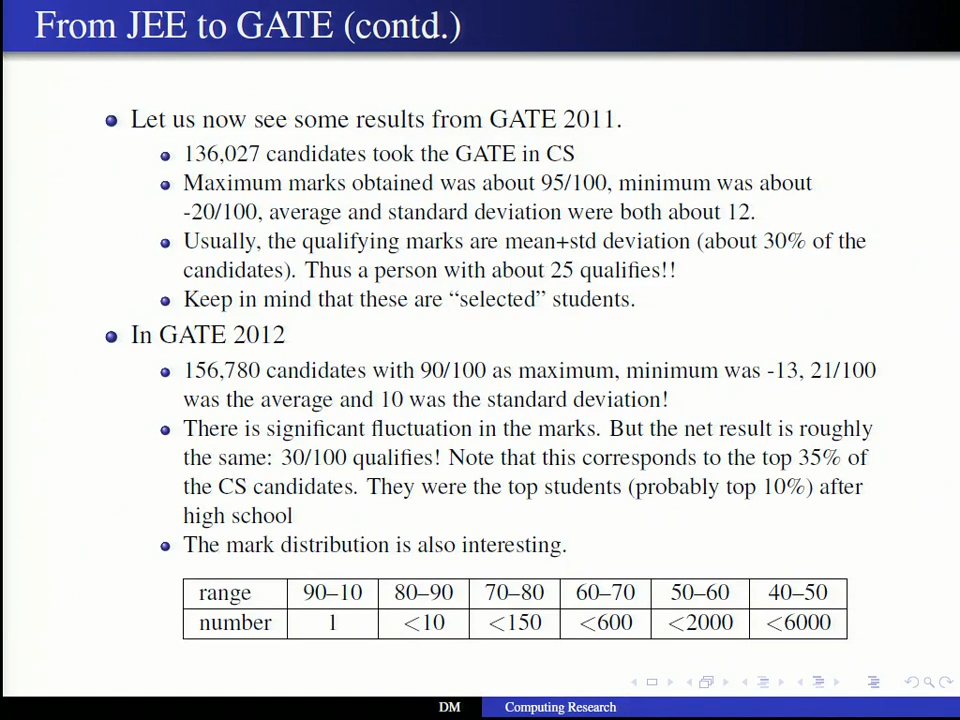 From JEE to GATE (contd.)
Let us now see some results from GATE 2011.
136,027 candidates took the GATE in CS
Maximum marks obtained was about 95/100, minimum was about
-20/100, average and standard deviation were both about 12.
Usually, the qualifying marks are mean+std deviation (about 30% of the
candidates). Thus a person with about 25 qualifies!!
Keep in mind that these are “selected” students.
In GATE 2012
156,780 candidates with 90/100 as maximum, minimum was -13, 21/100
was the average and 10 was the standard deviation!
There is significant fluctuation in the marks. But the net result is roughly
the same: 30/100 qualifies! Note that this corresponds to the top 35% of
the CS candidates. They were the top students (probably top 10%) after
high school
The mark distribution is also interesting.
range 90–10 80–90 70–80 60–70 50–60 40–50
number 1 <10 <150 <600 <2000 <6000
DM Computing Research